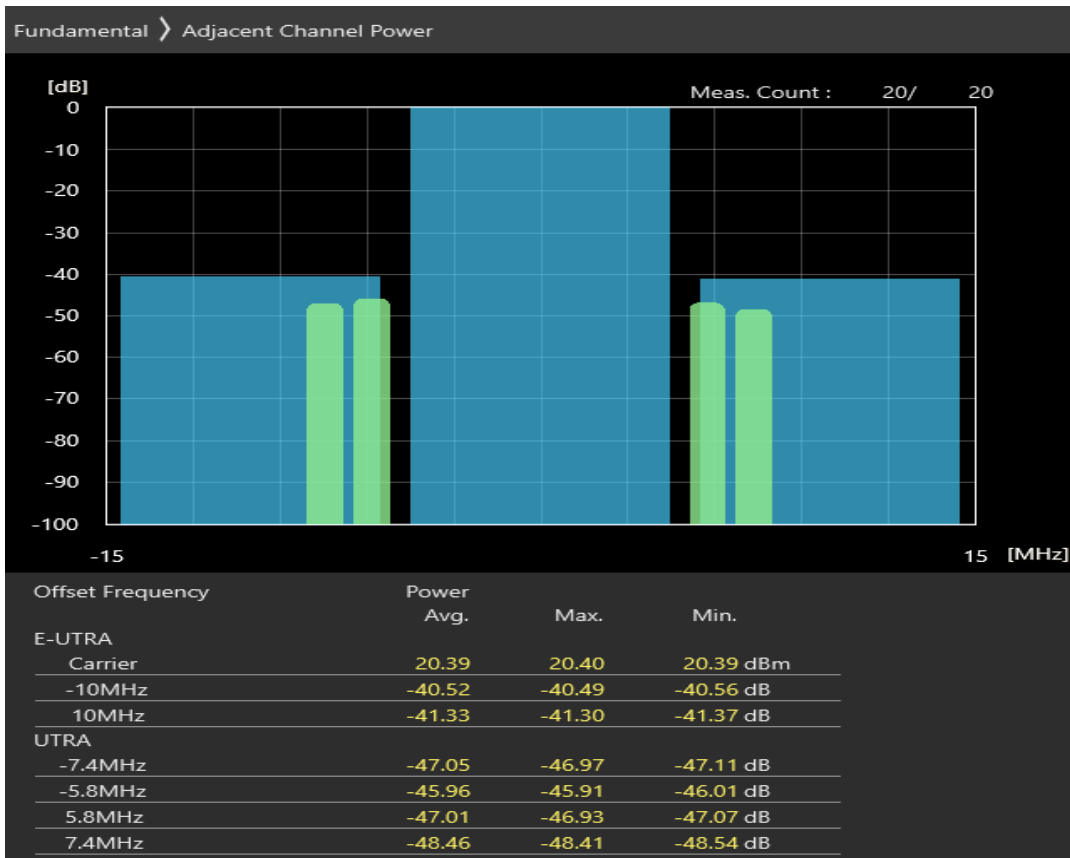 Fundamental 〉 Adjacent Channel Power
[dB]
Meas. Count : 20/ 20
0
-10
-20
-30
-40
-50
-60
-70
-80
-90
-100
-15 15 [MHz]
Offset Frequency Power
Avg. Max. Min.
E-UTRA
Carrier 20.39 20.40 20.39 dBm
-10MHz -40.52 -40.49 -40.56 dB
10MHz -41.33 -41.30 -41.37 dB
UTRA
-7.4MHz -47.05 -46.97 -47.11 dB
-5.8MHz -45.96 -45.91 -46.01 dB
5.8MHz -47.01 -46.93 -47.07 dB
7.4MHz -48.46 -48.41 -48.54 dB